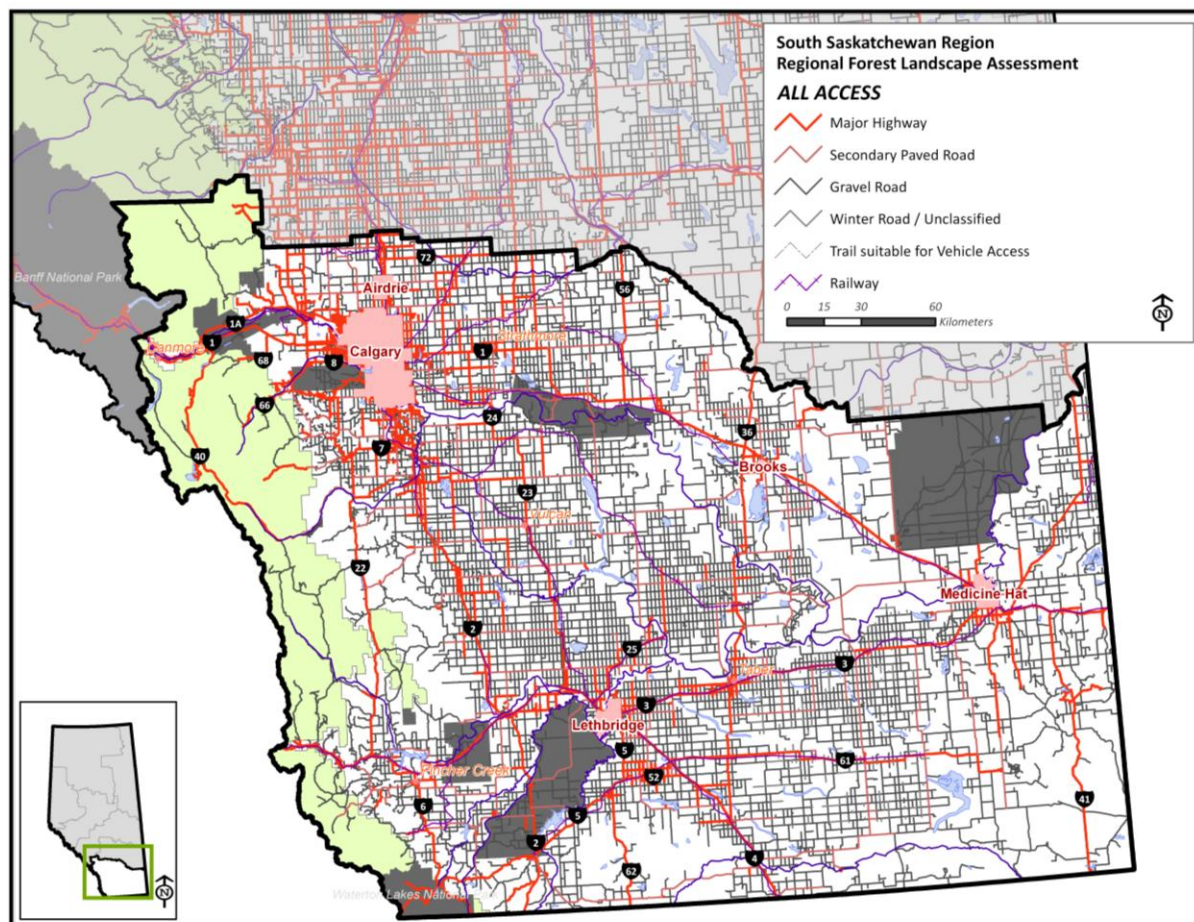 South Saskatchewan Region
Regional Forest Landscape Assessment
ALL ACCESS
Major Highway
Secondary Paved Road
Gravel Road
Winter Road / Unclassified
Trail suitable for Vehicle Access
Railway
0 15 30 60
Kilometers
N
72
Banff National Park
Airdrie
56
1A
Canmore
1
Calgary
1
Strathmore
68
8
66
24
36
7
40
Brooks
23
Vulcan
22
Medicine Hat
2
25
3
Taber
3
Lethbridge
5
61
Pincher Creek
52
41
6
5
2
4
62
Waterton Lakes National
N